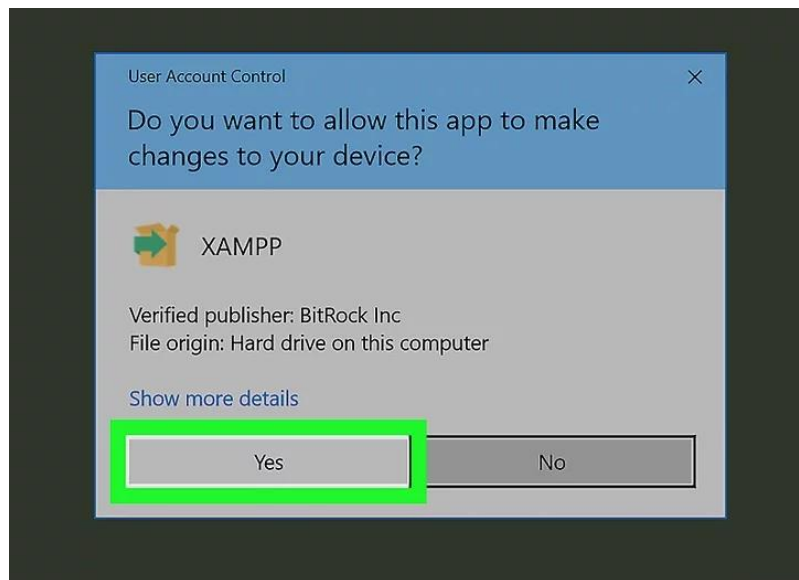 User Account Control
Do you want to allow this app to make
changes to your device?
XAMPP
Verified publisher: BitRock Inc
File origin: Hard drive on this computer
Show more details
Yes
No